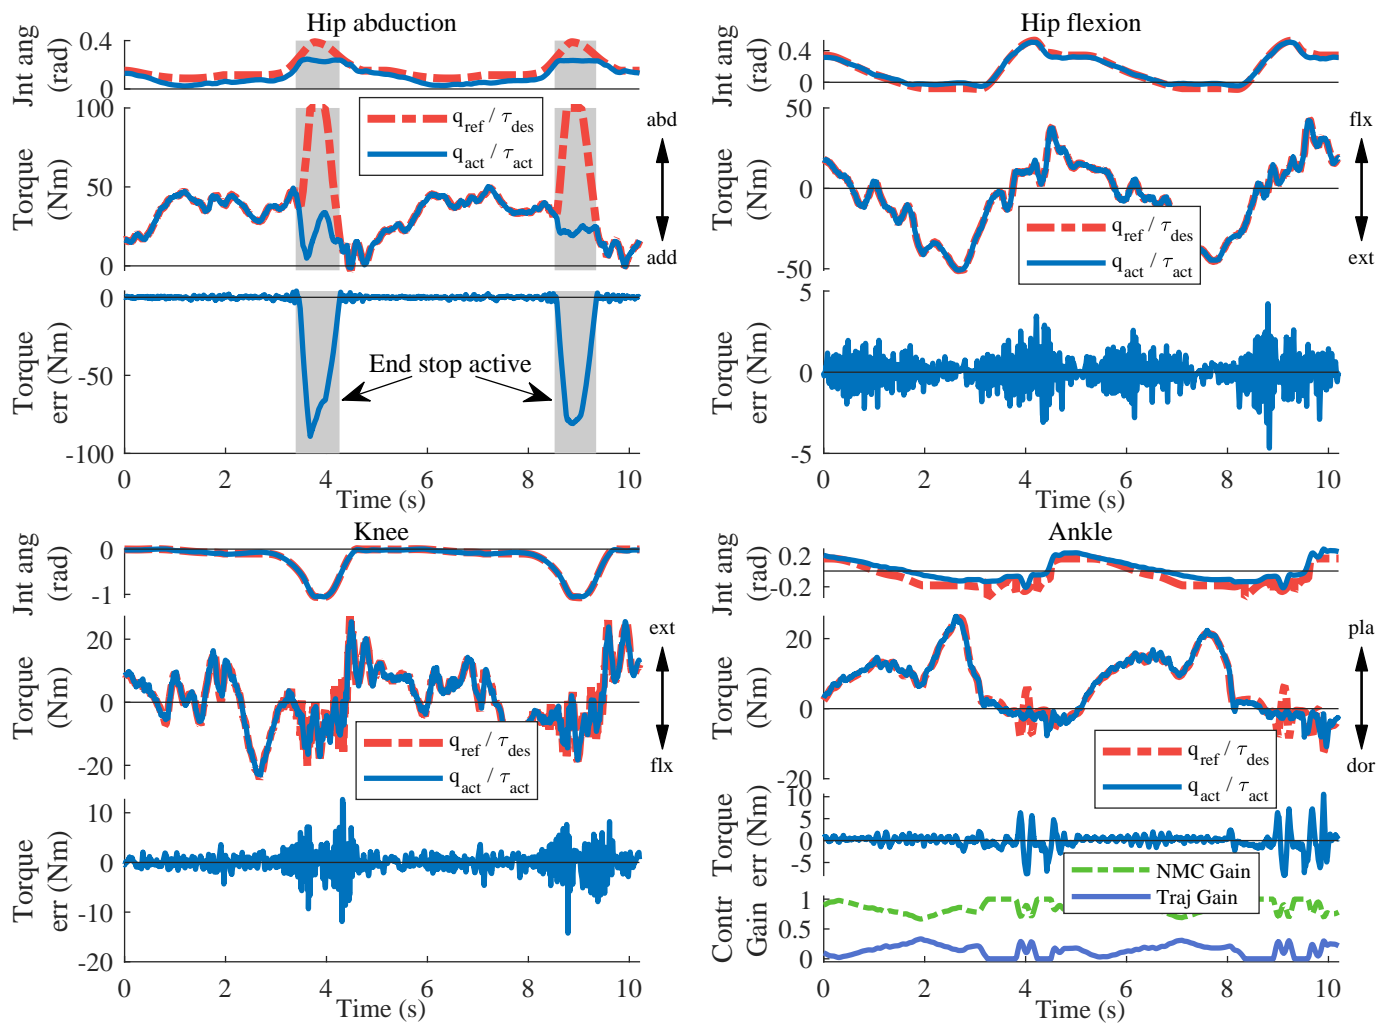 Hip abduction
Jnt ang
(rad)
0.4
0
Torque
(Nm)
100
50
0
q_ref / τ_des
q_act / τ_act
abd
add
Torque
err (Nm)
0
-50
-100
End stop active
0 2 4 6 8 10
Time (s)
Hip flexion
Jnt ang
(rad)
0.4
0
Torque
(Nm)
50
0
-50
q_ref / τ_des
q_act / τ_act
flx
ext
Torque
err (Nm)
5
0
-5
0 2 4 6 8 10
Time (s)
Knee
Jnt ang
(rad)
0
-1
Torque
(Nm)
20
0
-20
q_ref / τ_des
q_act / τ_act
ext
flx
Torque
err (Nm)
10
0
-10
-20
0 2 4 6 8 10
Time (s)
Ankle
Jnt ang
(rad)
0.2
-0.2
Torque
(Nm)
20
0
-20
q_ref / τ_des
q_act / τ_act
pla
dor
Torque
err (Nm)
10
5
0
-5
NMC Gain
Traj Gain
Contr
Gain
1
0.5
0
0 2 4 6 8 10
Time (s)